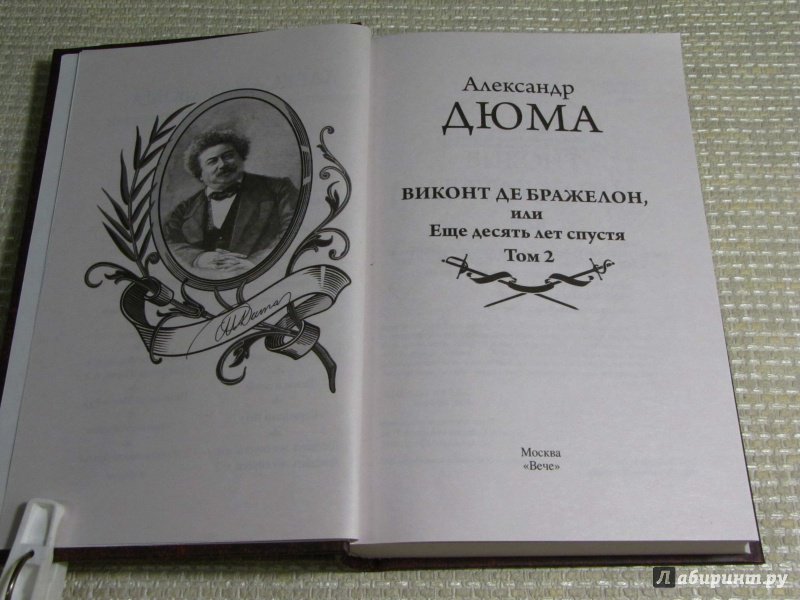 Александр
ДЮМА
ВИКОНТ ДЕ БРАЖЕЛОН,
или
Еще десять лет спустя
Том 2
Москва
«Вече»
Лабиринт.ру